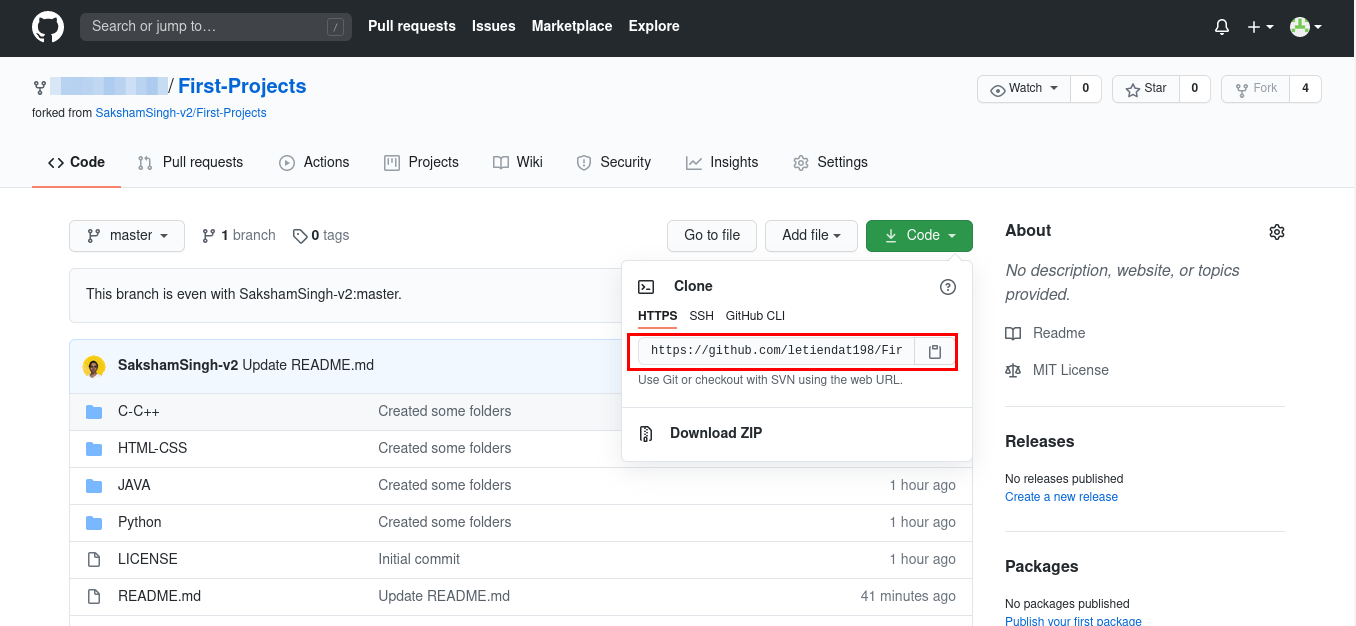 Search or jump to… / Pull requests Issues Marketplace Explore
/ First-Projects
Watch 0 Star 0 Fork 4
forked from SakshamSingh-v2/First-Projects
Code Pull requests Actions Projects Wiki Security Insights Settings
master 1 branch 0 tags Go to file Add file Code
This branch is even with SakshamSingh-v2:master.
Clone
HTTPS SSH GitHub CLI
https://github.com/letiendat198/Fir
Use Git or checkout with SVN using the web URL.
Download ZIP
SakshamSingh-v2 Update README.md
C-C++ Created some folders
HTML-CSS Created some folders
JAVA Created some folders 1 hour ago
Python Created some folders 1 hour ago
LICENSE Initial commit 1 hour ago
README.md Update README.md 41 minutes ago
About
No description, website, or topics
provided.
Readme
MIT License
Releases
No releases published
Create a new release
Packages
No packages published
Publish your first package